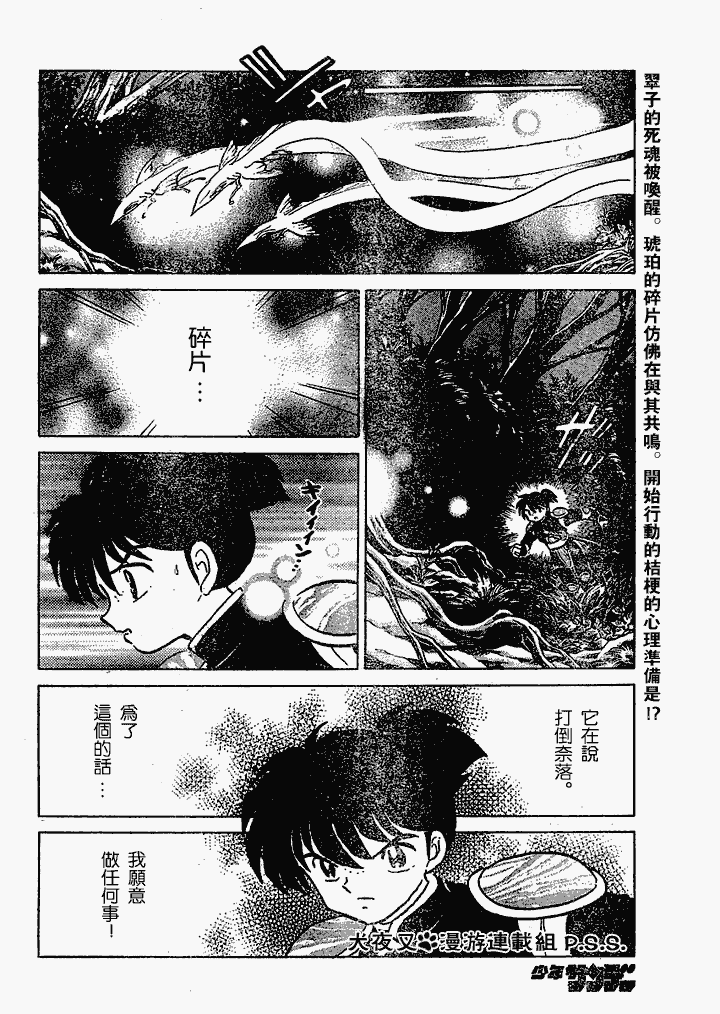 翠子的死魂被喚醒。琥珀的碎片仿佛在與其共鳴。開始行動的桔梗的心理準備是!?
碎片…
キィィィン…
它在說
打倒奈落。
爲了
這個的話…
我願意
做任何事!
犬夜叉漫游連載組 P.S.S.